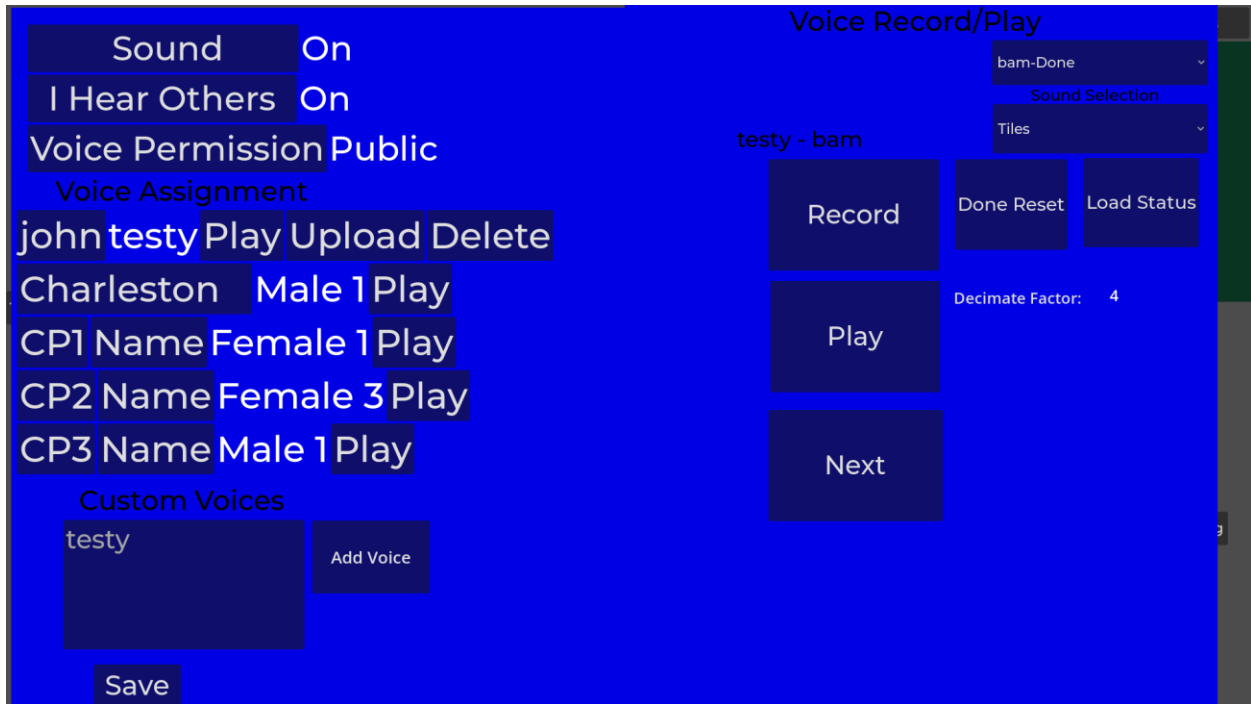 Sound On
I Hear Others On
Voice Permission Public
Voice Assignment
john testy Play Upload Delete
Charleston Male 1 Play
CP1 Name Female 1 Play
CP2 Name Female 3 Play
CP3 Name Male 1 Play
Custom Voices
testy
Add Voice
Save
Voice Record/Play
bam-Done
Sound Selection
Tiles
testy - bam
Record
Done Reset
Load Status
Decimate Factor: 4
Play
Next